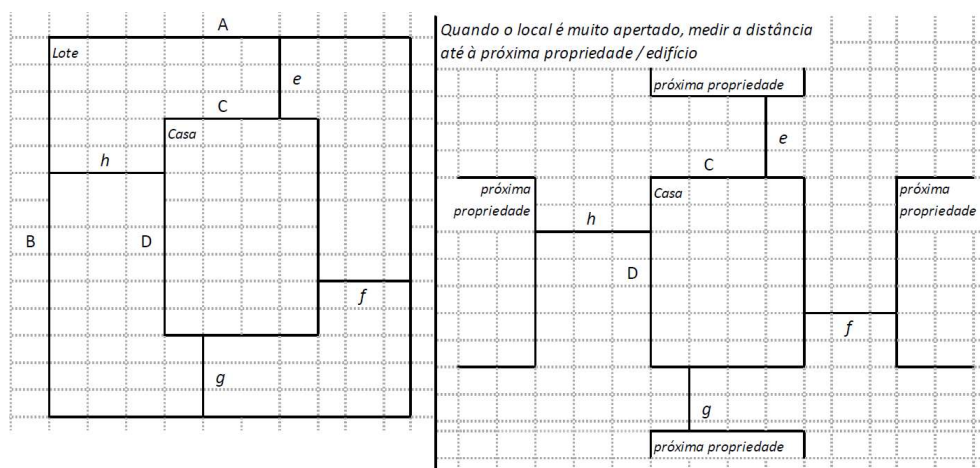 A
Lote
e
C
Casa
h
B
D
f
g
Quando o local é muito apertado, medir a distância
até à próxima propriedade / edifício
próxima propriedade
e
C
próxima
propriedade
Casa
próxima
propriedade
h
D
f
g
próxima propriedade